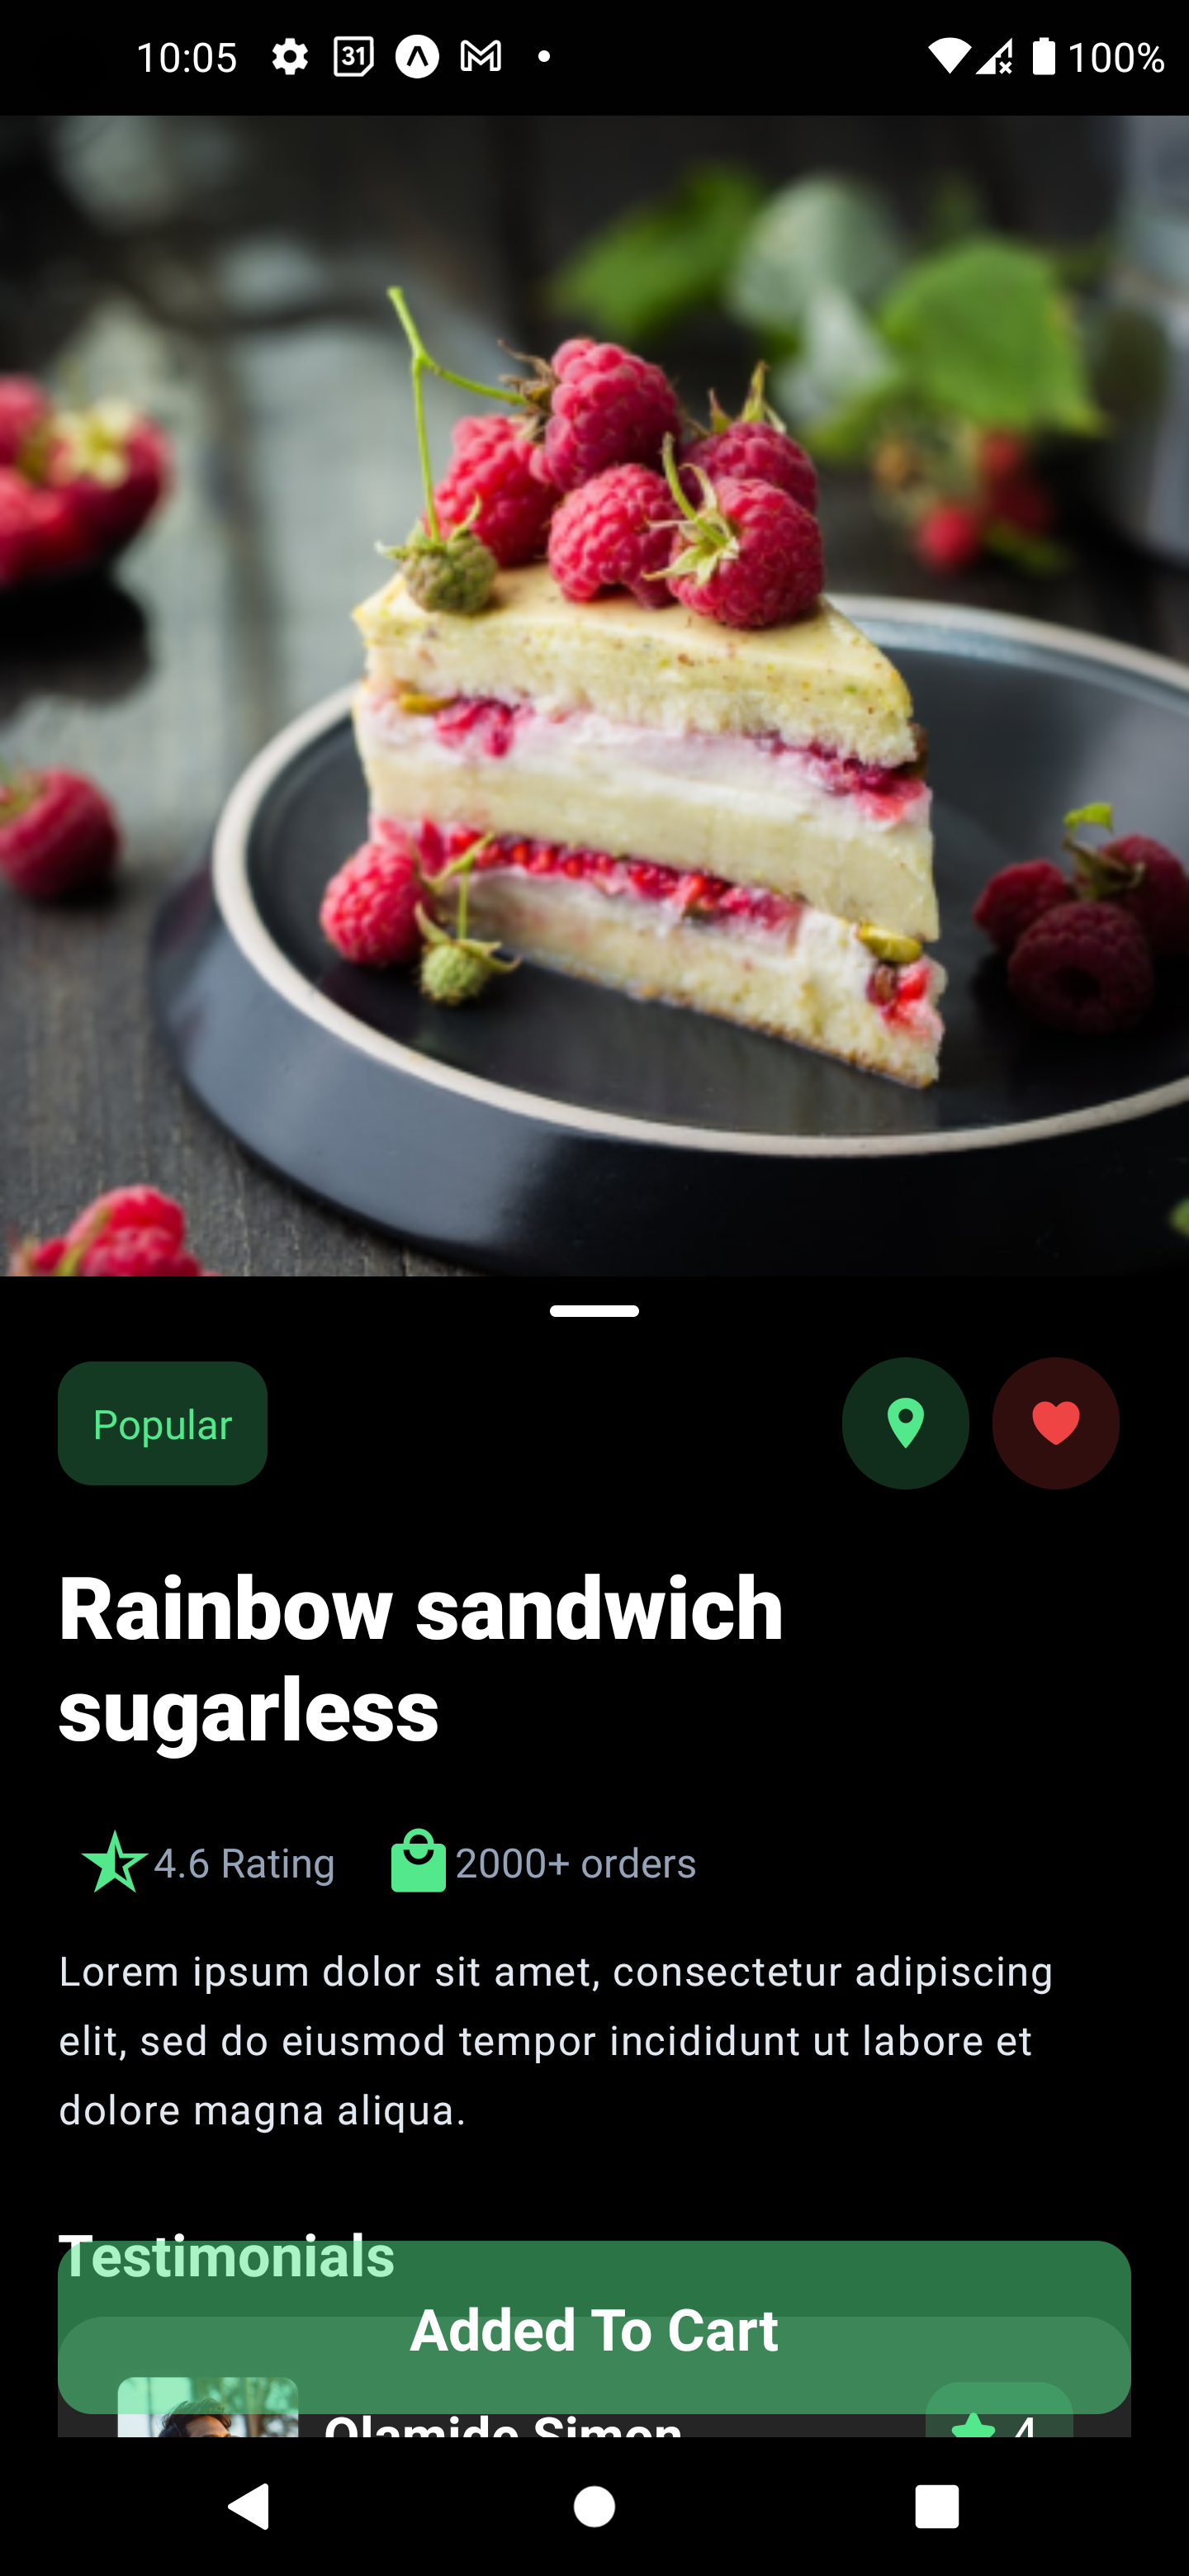 10:05 31 100%
Popular
Rainbow sandwich
sugarless
4.6 Rating 2000+ orders
Lorem ipsum dolor sit amet, consectetur adipiscing
elit, sed do eiusmod tempor incididunt ut labore et
dolore magna aliqua.
Testimonials
Added To Cart
Olamide Simon 4